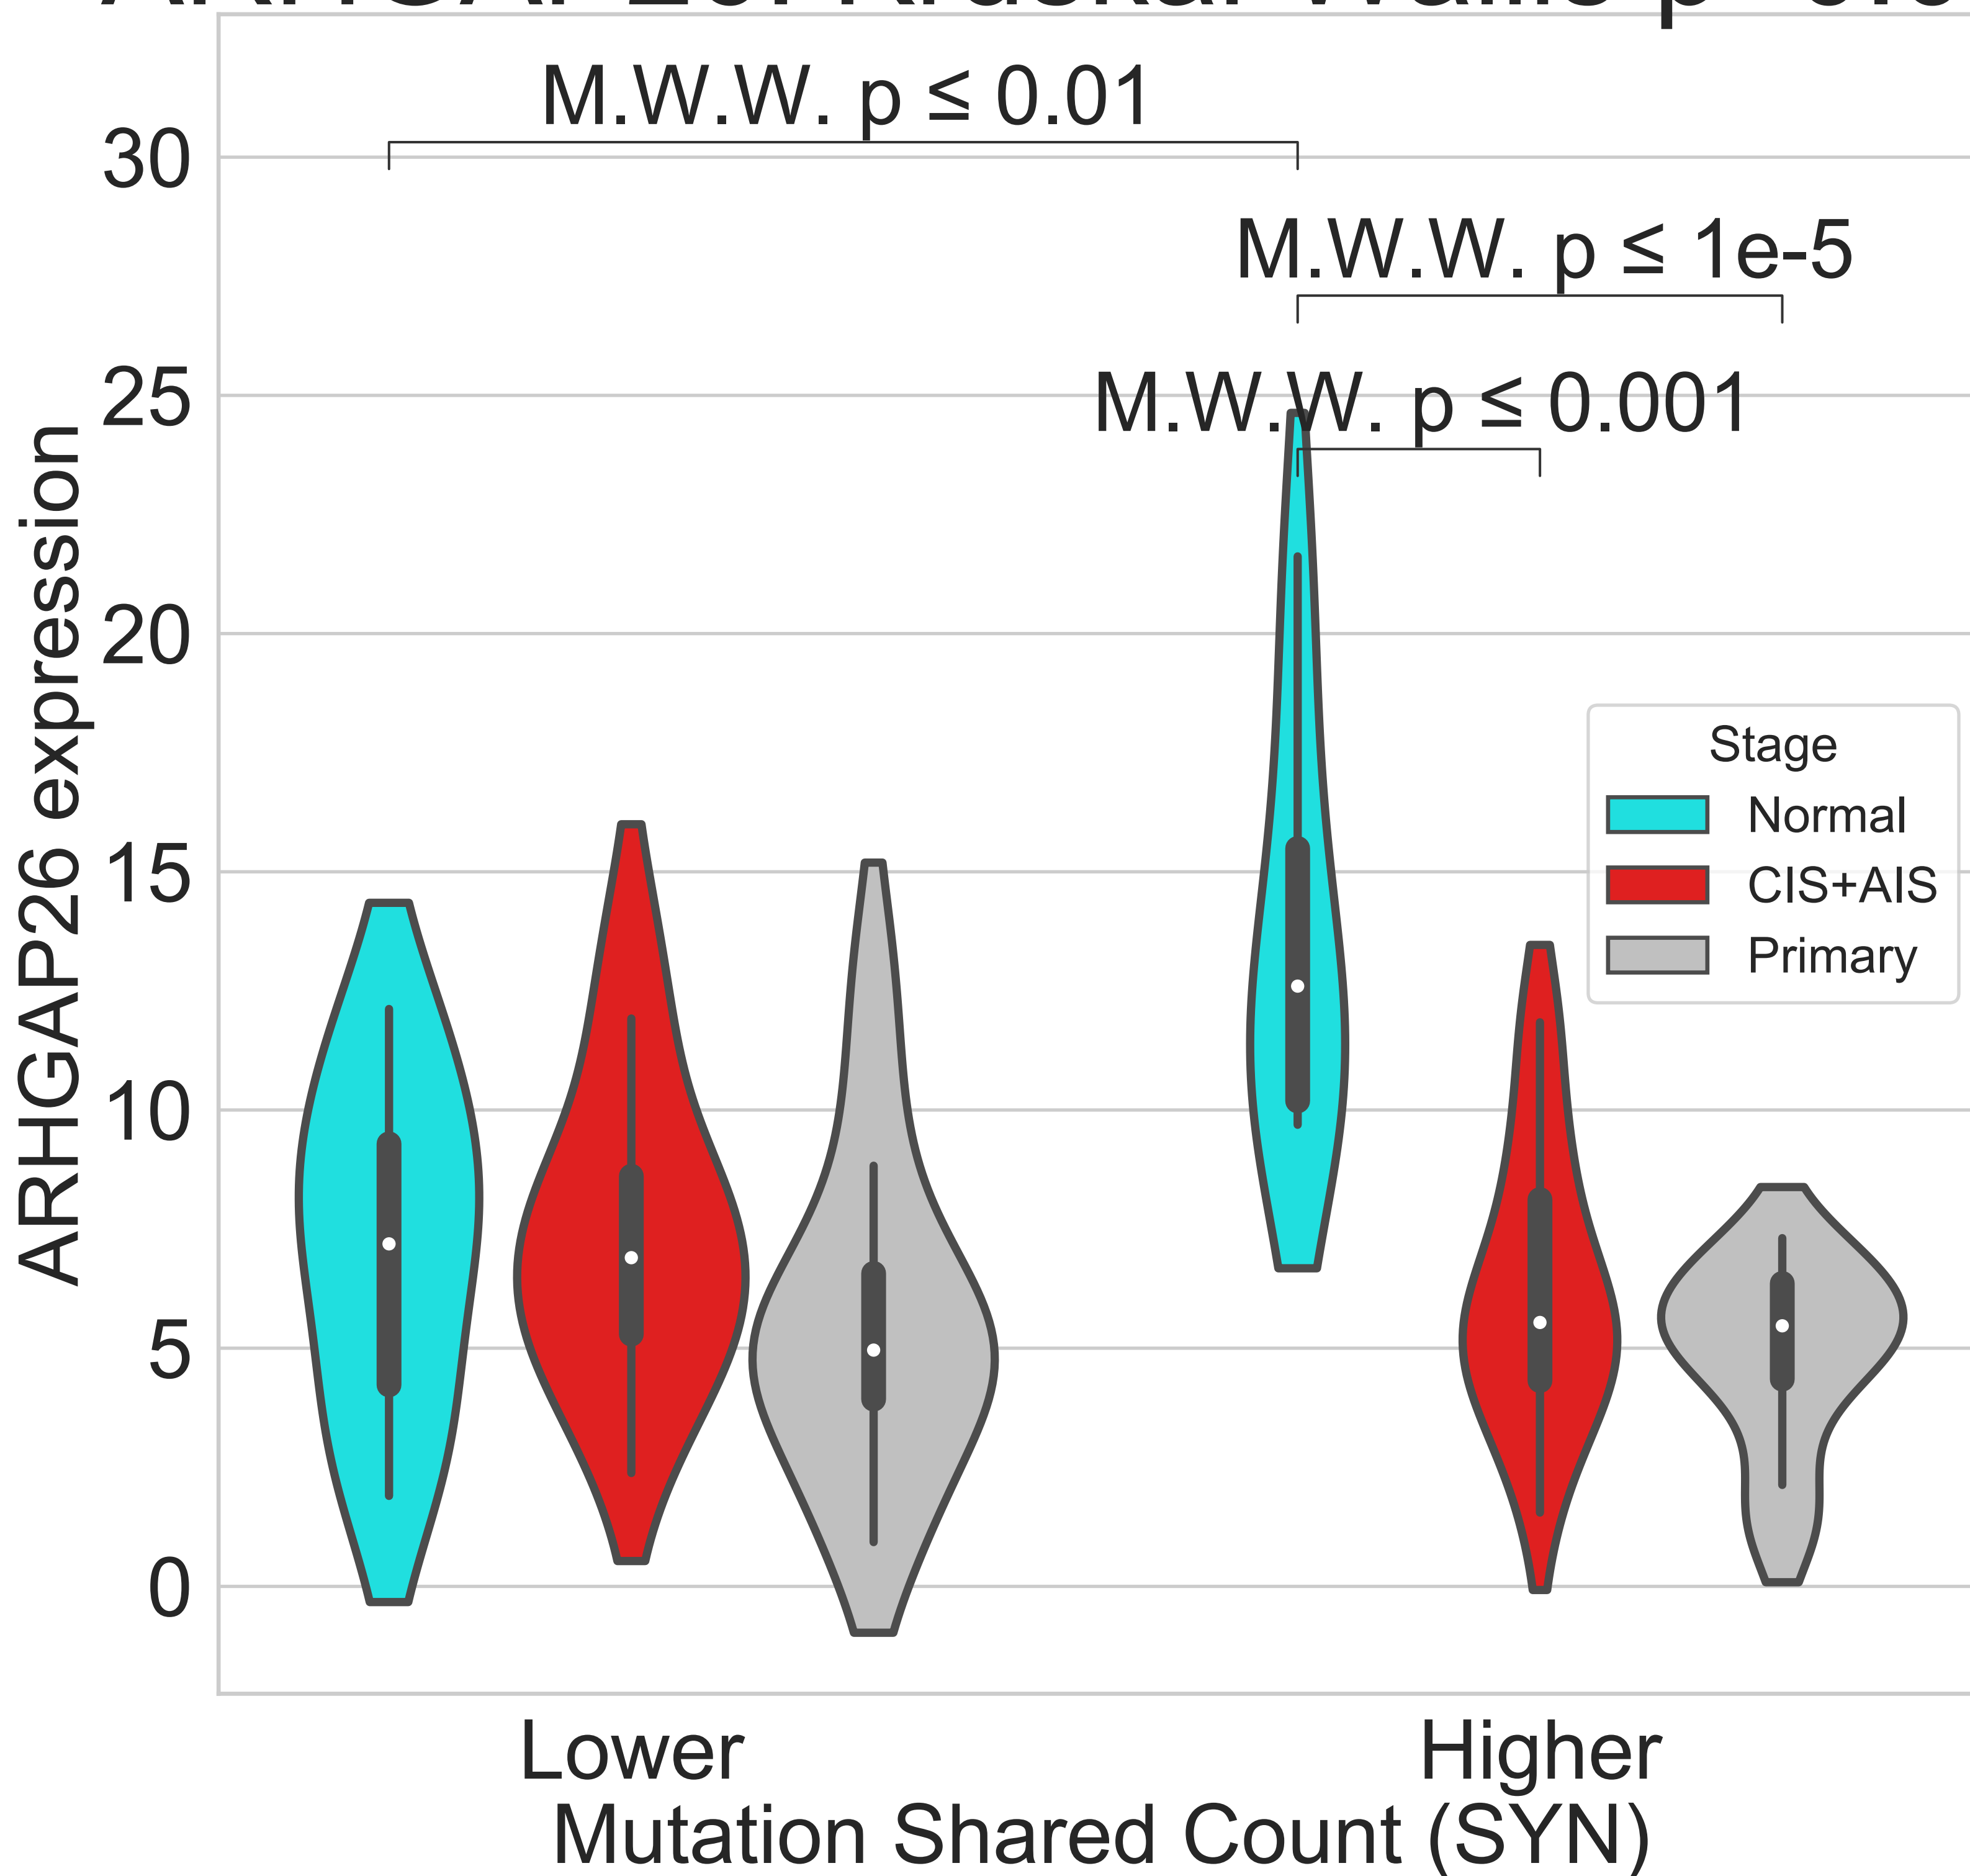 M.W.W. p ≤ 0.01
M.W.W. p ≤ 1e-5
M.W.W. p ≤ 0.001
30
25
20
15
10
5
0
ARHGAP26 expression
Stage
Normal
CIS+AIS
Primary
Lower
Higher
Mutation Shared Count (SYN)